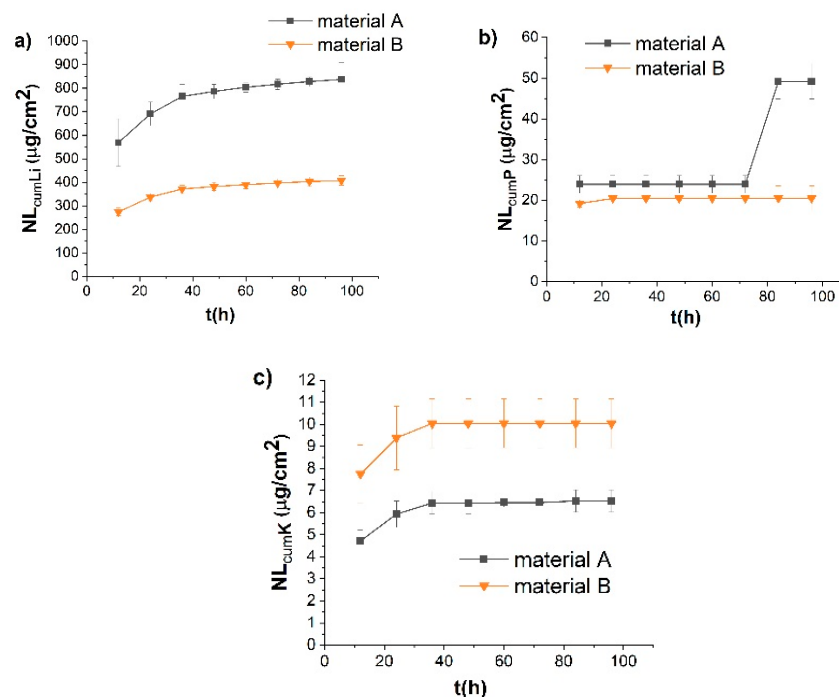 a)
material A
material B
NLcumLi (µg/cm²)
1000
900
800
700
600
500
400
300
200
100
0
0 20 40 60 80 100
t(h)
b)
material A
material B
NLcumP (µg/cm²)
60
50
40
30
20
10
0
0 20 40 60 80 100
t(h)
c)
NLcumK (µg/cm²)
12
11
10
9
8
7
6
5
4
3
2
1
0
material A
material B
0 20 40 60 80 100
t(h)